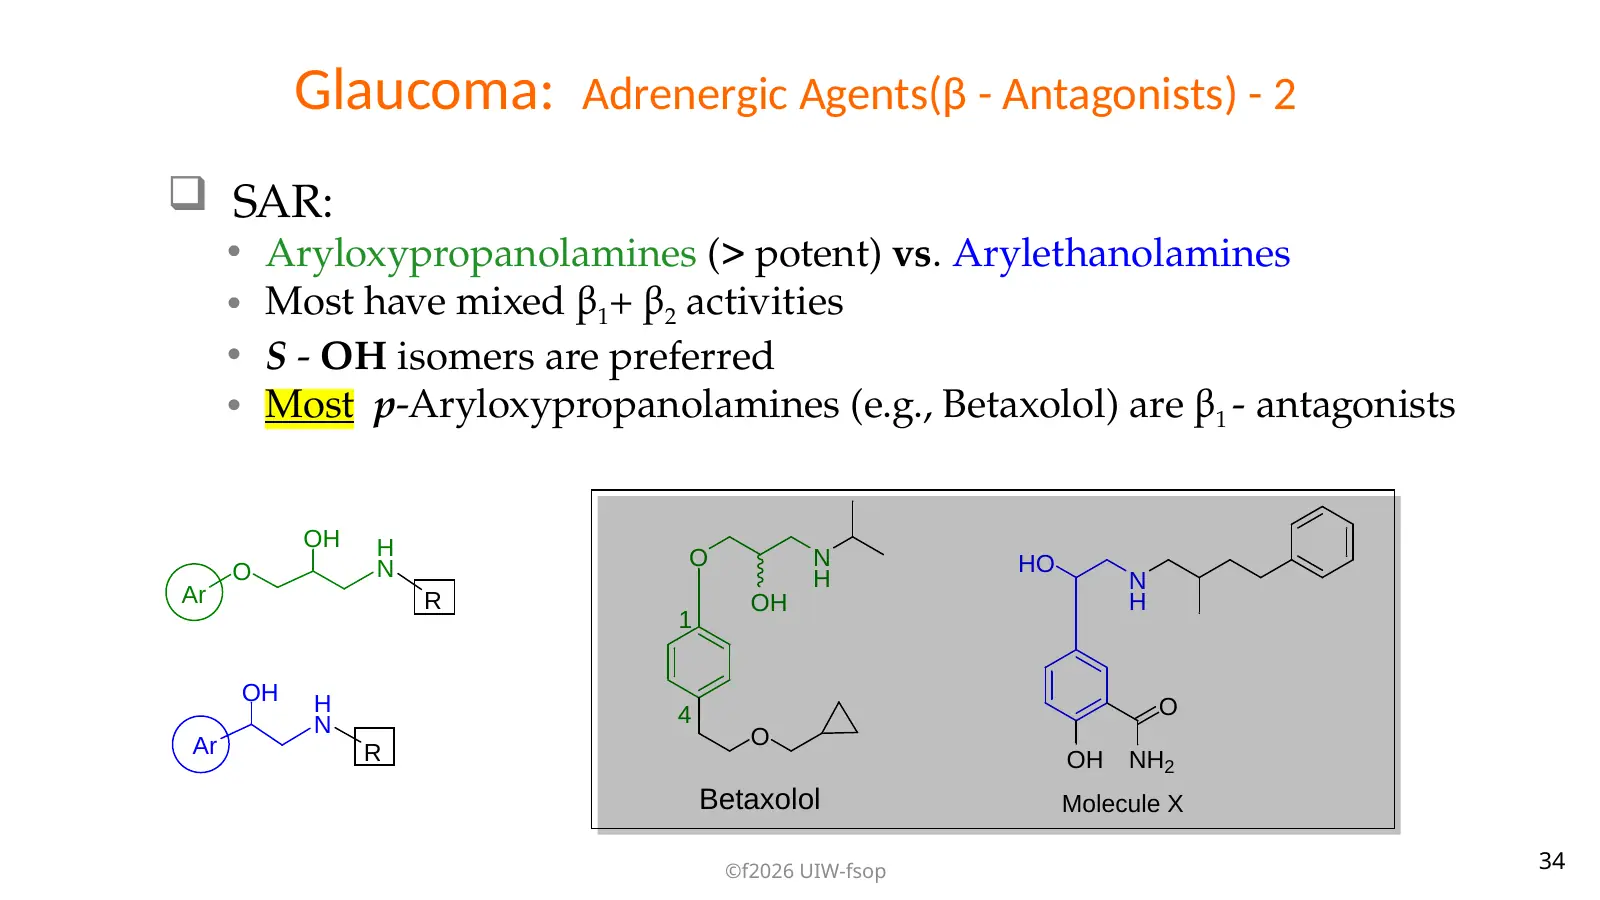 Glaucoma: Adrenergic Agents(β - Antagonists) - 2
❑ SAR:
• Aryloxypropanolamines (> potent) vs. Arylethanolamines
• Most have mixed β1+ β2 activities
• S - OH isomers are preferred
• Most p-Aryloxypropanolamines (e.g., Betaxolol) are β1 - antagonists
OH
H
N
O
Ar
R
OH
H
N
Ar
R
O
N
H
OH
1
4
O
Betaxolol
HO
N
H
O
OH
NH2
Molecule X
©f2026 UIW-fsop
34